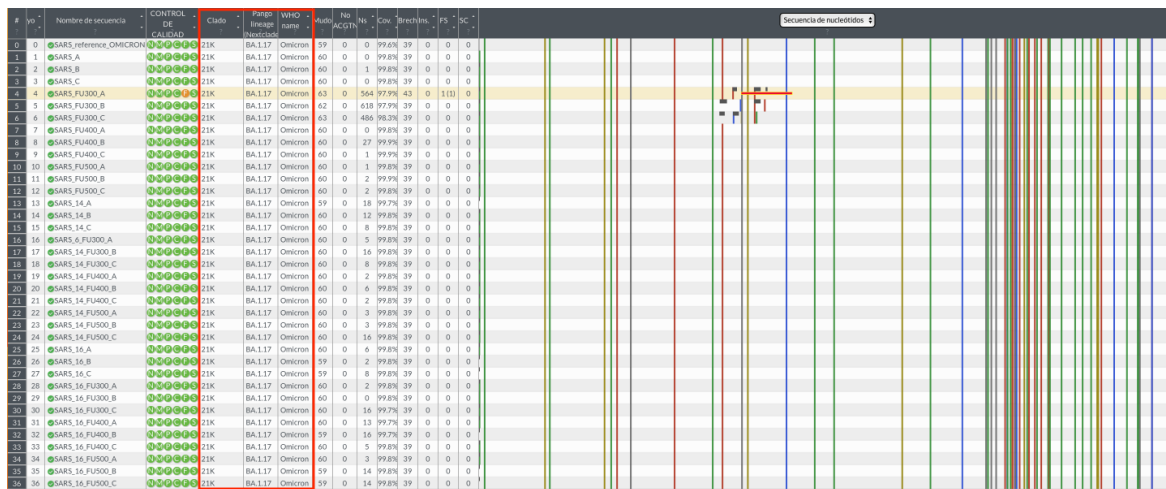 # yo Nombre de secuencia CONTROL DE CALIDAD Clado Pango lineage (Nextclade WHO name Mudo No ACGTN Ns Cov. Brech Ins. FS SC Secuencia de nucleótidos
0 0 SARS_reference_OMICRON N M P C F S 21K BA.1.17 Omicron 59 0 0 99.6% 39 0 0 0
1 1 SARS_A N M P C F S 21K BA.1.17 Omicron 60 0 0 99.8% 39 0 0 0
2 2 SARS_B N M P C F S 21K BA.1.17 Omicron 60 0 1 99.8% 39 0 0 0
3 3 SARS_C N M P C F S 21K BA.1.17 Omicron 60 0 0 99.8% 39 0 0 0
4 4 SARS_FU300_A N M P C F S 21K BA.1.17 Omicron 63 0 564 97.9% 43 0 1 (1) 0
5 5 SARS_FU300_B N M P C F S 21K BA.1.17 Omicron 62 0 618 97.9% 39 0 0 0
6 6 SARS_FU300_C N M P C F S 21K BA.1.17 Omicron 63 0 486 98.3% 39 0 0 0
7 7 SARS_FU400_A N M P C F S 21K BA.1.17 Omicron 60 0 0 99.8% 39 0 0 0
8 8 SARS_FU400_B N M P C F S 21K BA.1.17 Omicron 60 0 27 99.9% 39 0 0 0
9 9 SARS_FU400_C N M P C F S 21K BA.1.17 Omicron 60 0 1 99.9% 39 0 0 0
10 10 SARS_FU500_A N M P C F S 21K BA.1.17 Omicron 60 0 1 99.8% 39 0 0 0
11 11 SARS_FU500_B N M P C F S 21K BA.1.17 Omicron 60 0 2 99.9% 39 0 0 0
12 12 SARS_FU500_C N M P C F S 21K BA.1.17 Omicron 60 0 2 99.8% 39 0 0 0
13 13 SARS_14_A N M P C F S 21K BA.1.17 Omicron 59 0 18 99.7% 39 0 0 0
14 14 SARS_14_B N M P C F S 21K BA.1.17 Omicron 60 0 12 99.8% 39 0 0 0
15 15 SARS_14_C N M P C F S 21K BA.1.17 Omicron 60 0 8 99.8% 39 0 0 0
16 16 SARS_6_FU300_A N M P C F S 21K BA.1.17 Omicron 60 0 5 99.8% 39 0 0 0
17 17 SARS_14_FU300_B N M P C F S 21K BA.1.17 Omicron 60 0 16 99.8% 39 0 0 0
18 18 SARS_14_FU300_C N M P C F S 21K BA.1.17 Omicron 60 0 8 99.8% 39 0 0 0
19 19 SARS_14_FU400_A N M P C F S 21K BA.1.17 Omicron 60 0 2 99.8% 39 0 0 0
20 20 SARS_14_FU400_B N M P C F S 21K BA.1.17 Omicron 60 0 6 99.8% 39 0 0 0
21 21 SARS_14_FU400_C N M P C F S 21K BA.1.17 Omicron 60 0 2 99.8% 39 0 0 0
22 22 SARS_14_FU500_A N M P C F S 21K BA.1.17 Omicron 60 0 3 99.8% 39 0 0 0
23 23 SARS_14_FU500_B N M P C F S 21K BA.1.17 Omicron 60 0 3 99.8% 39 0 0 0
24 24 SARS_14_FU500_C N M P C F S 21K BA.1.17 Omicron 60 0 16 99.8% 39 0 0 0
25 25 SARS_16_A N M P C F S 21K BA.1.17 Omicron 60 0 6 99.8% 39 0 0 0
26 26 SARS_16_B N M P C F S 21K BA.1.17 Omicron 59 0 2 99.8% 39 0 0 0
27 27 SARS_16_C N M P C F S 21K BA.1.17 Omicron 59 0 8 99.8% 39 0 0 0
28 28 SARS_16_FU300_A N M P C F S 21K BA.1.17 Omicron 60 0 2 99.8% 39 0 0 0
29 29 SARS_16_FU300_B N M P C F S 21K BA.1.17 Omicron 60 0 0 99.8% 39 0 0 0
30 30 SARS_16_FU300_C N M P C F S 21K BA.1.17 Omicron 60 0 16 99.7% 39 0 0 0
31 31 SARS_16_FU400_A N M P C F S 21K BA.1.17 Omicron 60 0 13 99.7% 39 0 0 0
32 32 SARS_16_FU400_B N M P C F S 21K BA.1.17 Omicron 59 0 16 99.7% 39 0 0 0
33 33 SARS_16_FU400_C N M P C F S 21K BA.1.17 Omicron 60 0 5 99.8% 39 0 0 0
34 34 SARS_16_FU500_A N M P C F S 21K BA.1.17 Omicron 60 0 3 99.8% 39 0 0 0
35 35 SARS_16_FU500_B N M P C F S 21K BA.1.17 Omicron 59 0 14 99.8% 39 0 0 0
36 36 SARS_16_FU500_C N M P C F S 21K BA.1.17 Omicron 59 0 14 99.8% 39 0 0 0